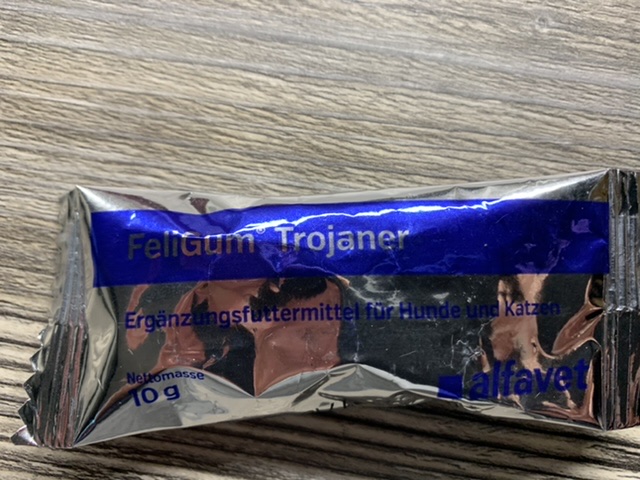 FeliGum® Trojaner
Ergänzungsfuttermittel für Hunde und Katzen
Nettomasse
10 g
alfavet